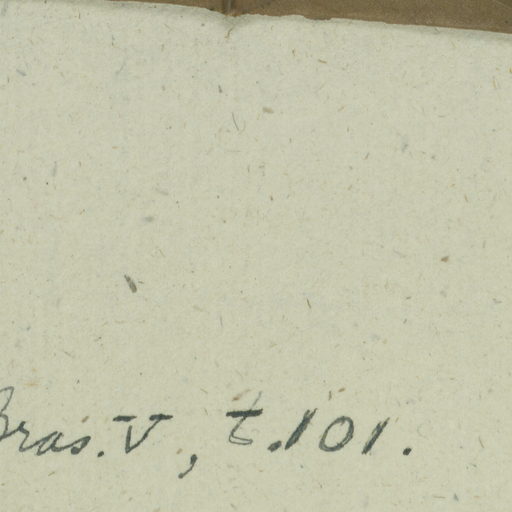 Bras. V, t. 101.